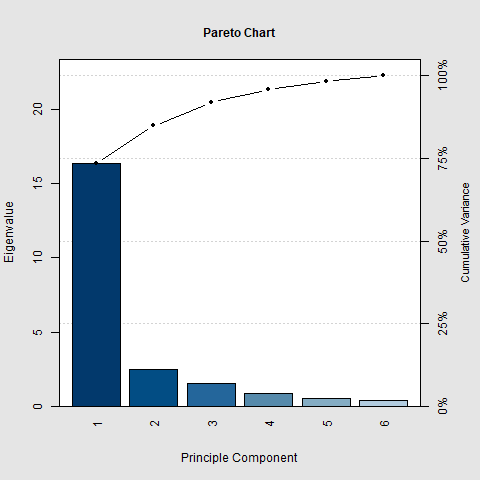 Pareto Chart
Eigenvalue
20
15
10
5
0
100%
75%
50%
25%
0%
Cumulative Variance
1 2 3 4 5 6
Principle Component